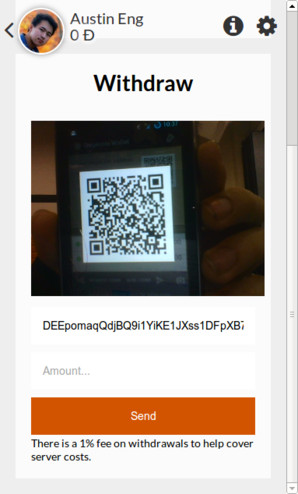 Austin Eng
0 Đ
Withdraw
DEEpomaqQdjBQ9i1YiKE1JXss1DFpXB7
Amount...
Send
There is a 1% fee on withdrawals to help cover
server costs.